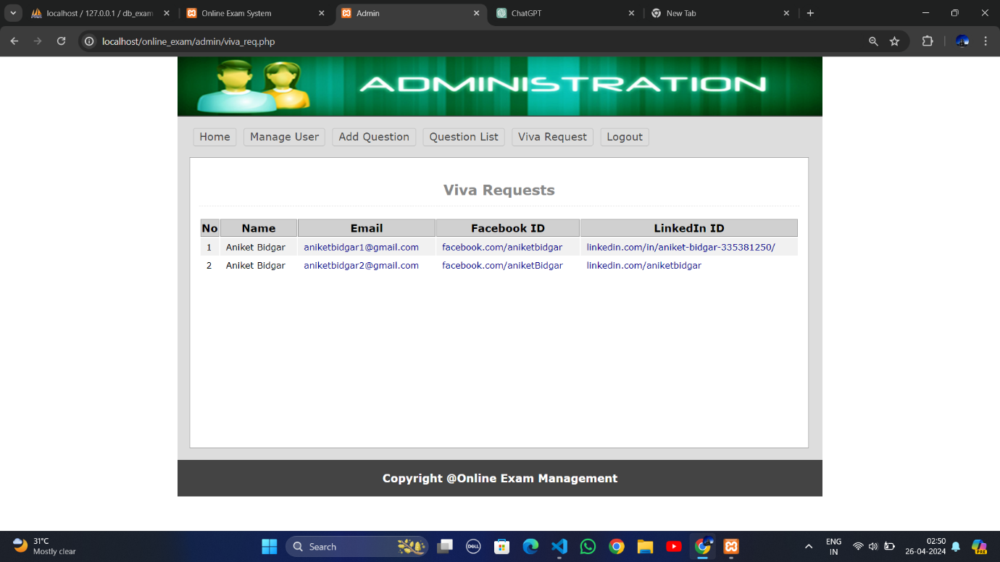 localhost / 127.0.0.1 / db_exam
Online Exam System
Admin
ChatGPT
New Tab
localhost/online_exam/admin/viva_req.php
ADMINISTRATION
Home Manage User Add Question Question List Viva Request Logout
Viva Requests
No Name Email Facebook ID LinkedIn ID
1 Aniket Bidgar aniketbidgar1@gmail.com facebook.com/aniketbidgar linkedin.com/in/aniket-bidgar-335381250/
2 Aniket Bidgar aniketbidgar2@gmail.com facebook.com/aniketBidgar linkedin.com/aniketbidgar
Copyright @Online Exam Management
31°C
Mostly clear
Search
DELL
PRE
ENG
IN
02:50
26-04-2024